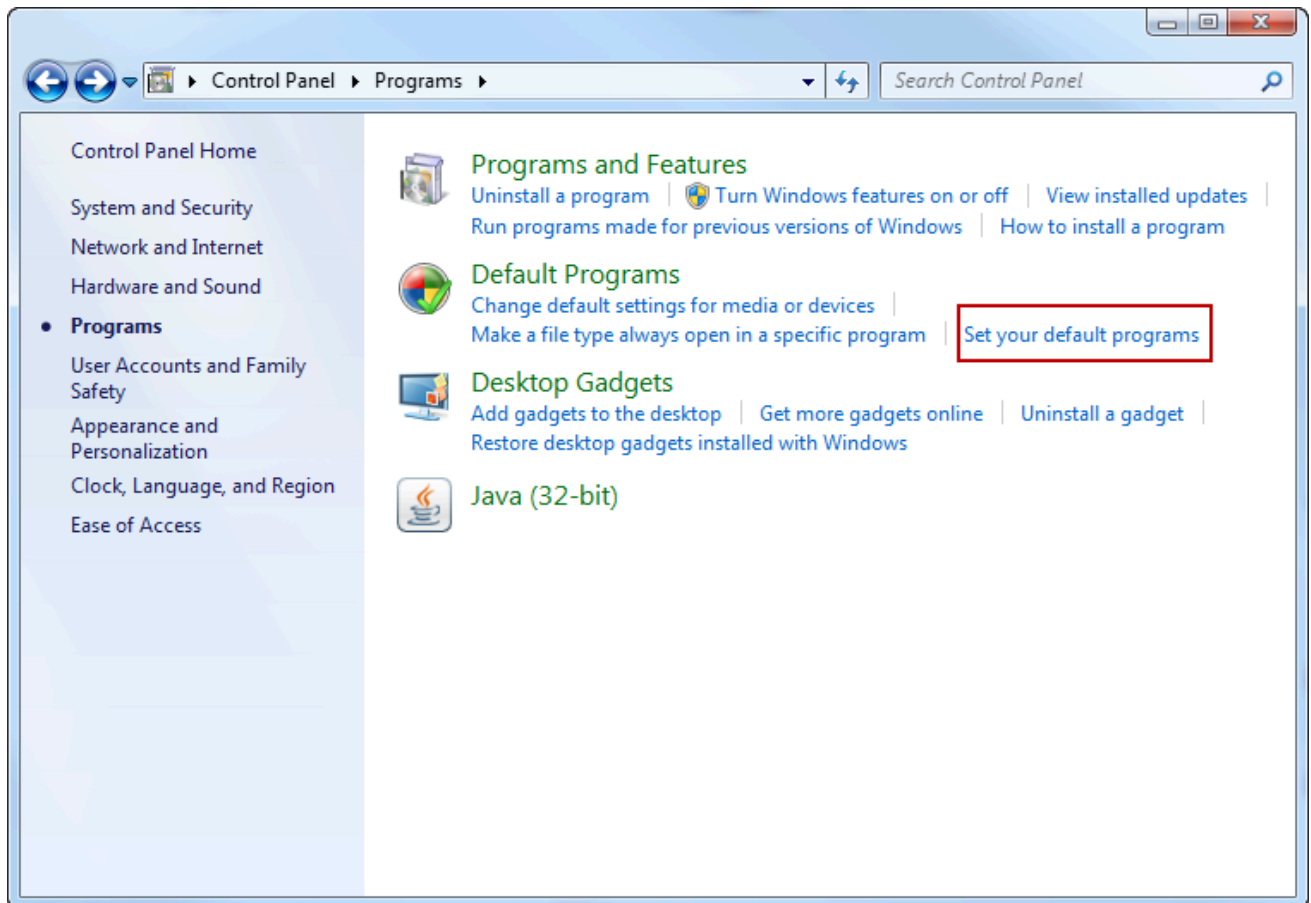 Control Panel Programs
Search Control Panel
Control Panel Home
System and Security
Network and Internet
Hardware and Sound
Programs
User Accounts and Family
Safety
Appearance and
Personalization
Clock, Language, and Region
Ease of Access
Programs and Features
Uninstall a program Turn Windows features on or off View installed updates
Run programs made for previous versions of Windows How to install a program
Default Programs
Change default settings for media or devices
Make a file type always open in a specific program Set your default programs
Desktop Gadgets
Add gadgets to the desktop Get more gadgets online Uninstall a gadget
Restore desktop gadgets installed with Windows
Java (32-bit)